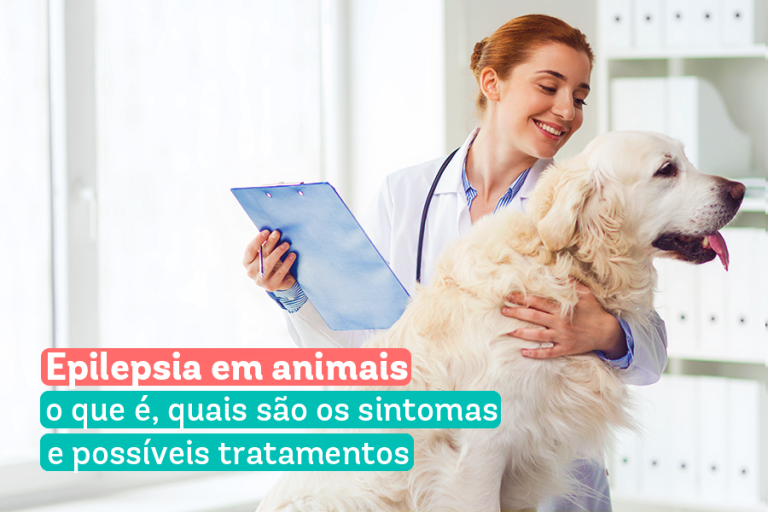 Epilepsia em animais
o que é, quais são os sintomas
e possíveis tratamentos